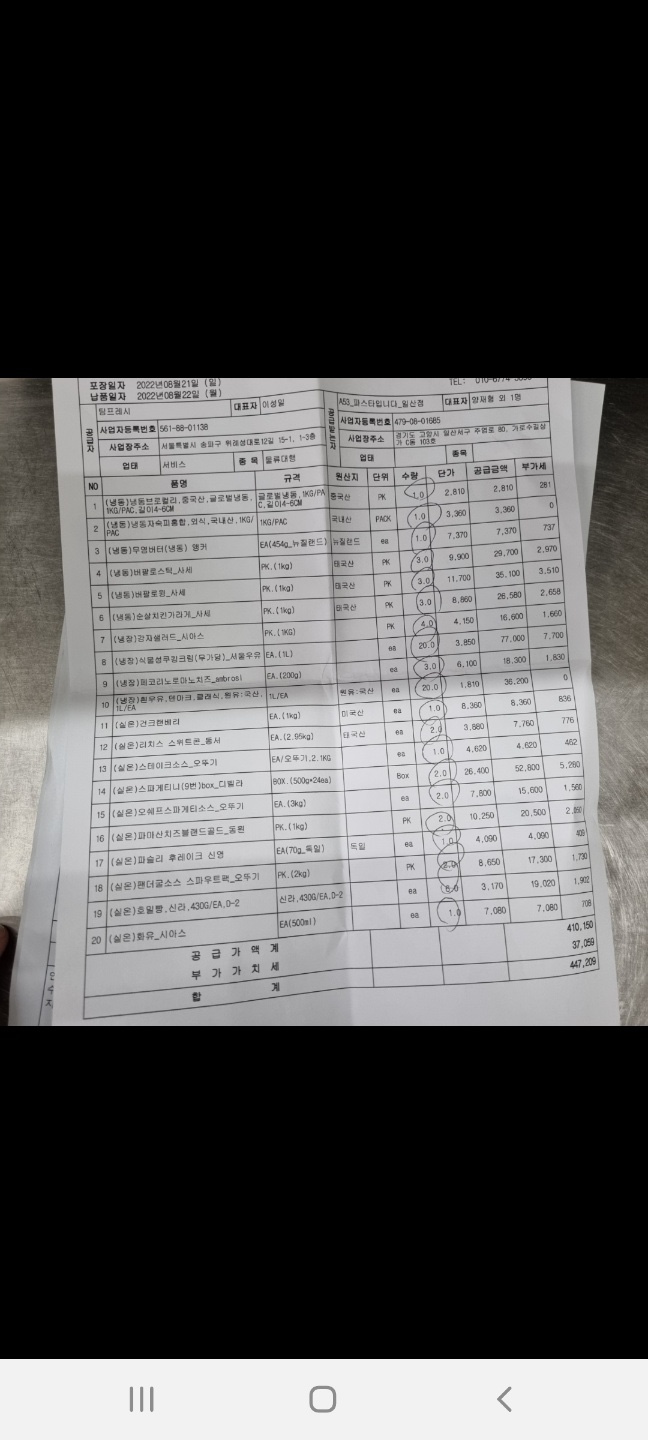 포장일자 2022년08월21일 (일)
납품일자 2022년08월22일 (월)
TEL: 010-6774-
공급자 팀프레시 대표자 이성일
사업자등록번호 561-88-01138
사업장주소 서울특별시 송파구 위례성대로12길 15-1, 1-3층
업태 서비스 종목 물류대행
공급받는자 A53_파스타입니다_일산점 대표자 양재형 외 1명
사업자등록번호 479-08-01685
사업장주소 경기도 고양시 일산서구 주엽로 80, 가로수길상가 C동 103호
업태 종목
NO 품명 규격 원산지 단위 수량 단가 공급금액 부가세
1 (냉동)냉동브로컬리,중국산,글로벌냉동,1KG/PAC,길이4-6CM 글로벌냉동,1KG/PAC,길이4-6CM 중국산 PK 1.0 2,810 2,810 281
2 (냉동)냉동자숙피홍합,외식,국내산,1KG/PAC 1KG/PAC 국내산 PACK 1.0 3,360 3,360 0
3 (냉동)무염버터(냉동) 앵커 EA(454g_뉴질랜드) 뉴질랜드 ea 1.0 7,370 7,370 737
4 (냉동)버팔로스틱_사세 PK.(1kg) 태국산 PK 3.0 9,900 29,700 2,970
5 (냉동)버팔로윙_사세 PK.(1kg) 태국산 PK 3.0 11,700 35,100 3,510
6 (냉동)순살치킨가라게_사세 PK.(1kg) 태국산 PK 3.0 8,860 26,580 2,658
7 (냉장)감자샐러드_시아스 PK.(1KG) PK 4.0 4,150 16,600 1,660
8 (냉장)식물성쿠킹크림(무가당)_서울우유 EA.(1L) ea 20.0 3,850 77,000 7,700
9 (냉장)페코리노로마노치즈_ambrosi EA.(200g) ea 3.0 6,100 18,300 1,830
10 (냉장)흰우유,덴마크,클래식,원유:국산,1L/EA 1L/EA 원유:국산 ea 20.0 1,810 36,200 0
11 (실온)건크랜베리 EA.(1kg) 미국산 ea 1.0 8,360 8,360 836
12 (실온)리치스 스위트콘_동서 EA.(2.95kg) 태국산 ea 2.0 3,880 7,760 776
13 (실온)스테이크소스_오뚜기 EA/오뚜기,2.1KG ea 1.0 4,620 4,620 462
14 (실온)스파게티니(9번)box_디벨라 BOX.(500g*24ea) Box 2.0 26,400 52,800 5,280
15 (실온)오쉐프스파게티소스_오뚜기 EA.(3kg) ea 2.0 7,800 15,600 1,560
16 (실온)파마산치즈블랜드골드_동원 PK.(1kg) PK 2.0 10,250 20,500 2,050
17 (실온)파슬리 후레이크 신영 EA(70g_독일) 독일 ea 1.0 4,090 4,090 409
18 (실온)팬더굴소스 스파우트팩_오뚜기 PK.(2kg) PK 2.0 8,650 17,300 1,730
19 (실온)호밀빵,신라,430G/EA,D-2 신라,430G/EA,D-2 ea 6.0 3,170 19,020 1,902
20 (실온)화유_시아스 EA(500ml) ea 1.0 7,080 7,080 708
공급가액계 410,150
부가가치세 37,059
합계 447,209